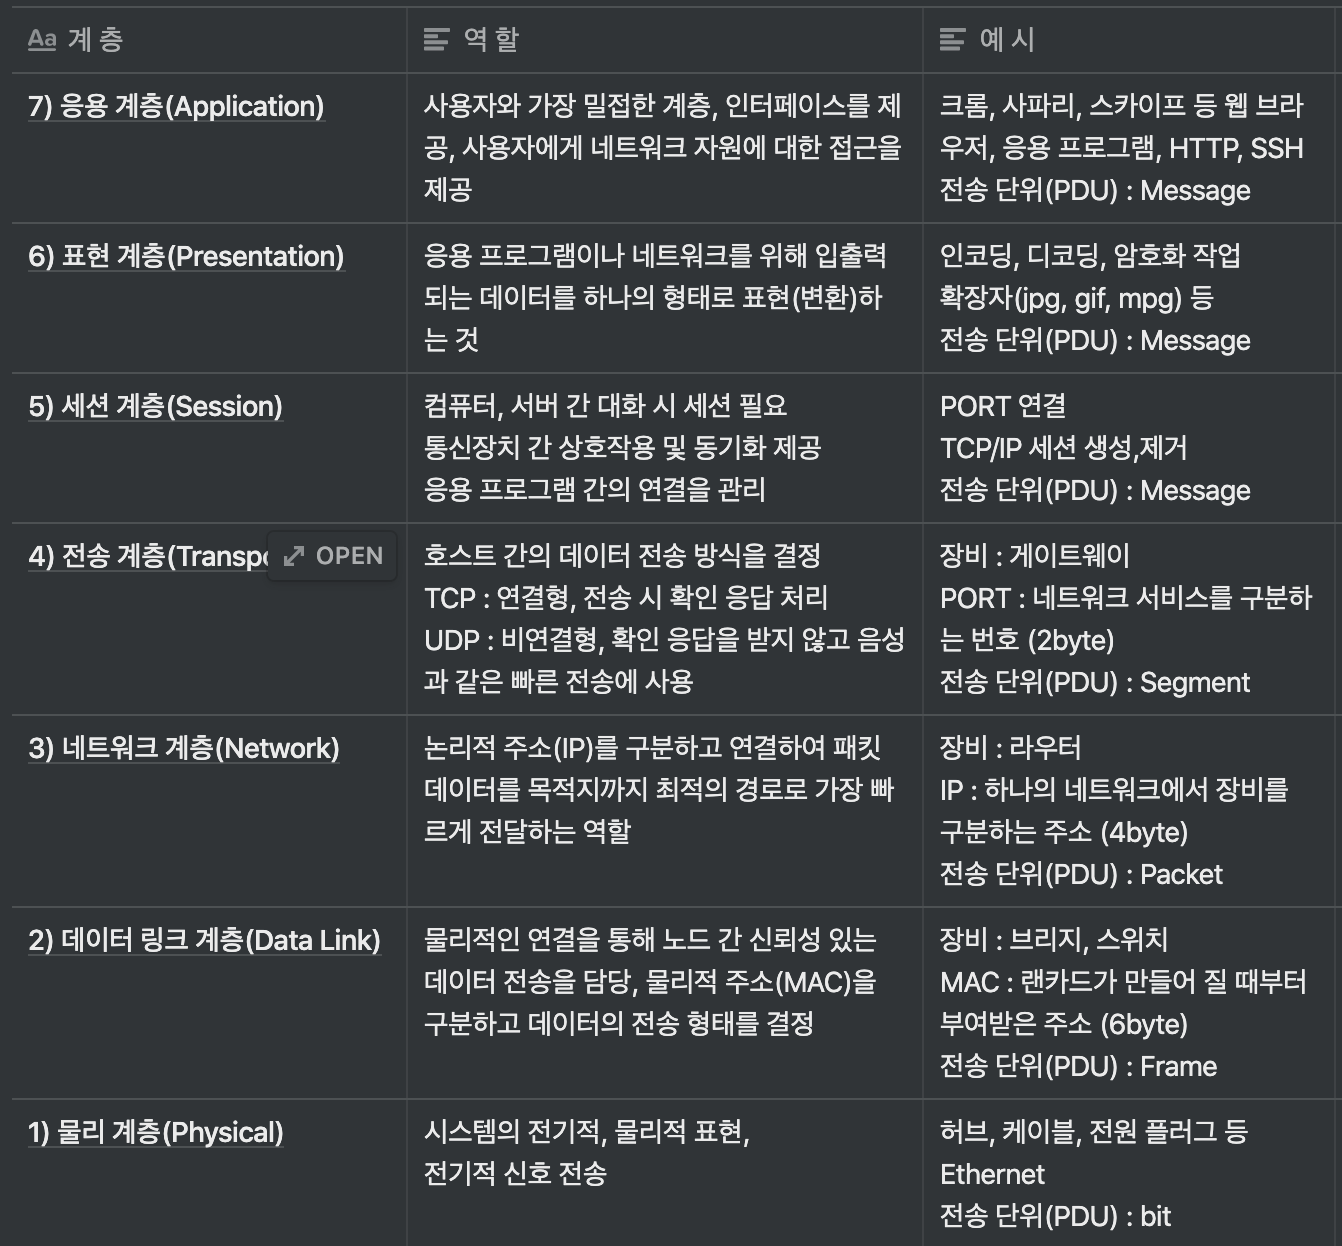 Aa 계층
역할
예시
7) 응용 계층(Application)
사용자와 가장 밀접한 계층, 인터페이스를 제
공, 사용자에게 네트워크 자원에 대한 접근을
제공
크롬, 사파리, 스카이프 등 웹 브라
우저, 응용 프로그램, HTTP, SSH
전송 단위(PDU) : Message
6) 표현 계층(Presentation)
응용 프로그램이나 네트워크를 위해 입출력
되는 데이터를 하나의 형태로 표현(변환)하
는 것
인코딩, 디코딩, 암호화 작업
확장자(jpg, gif, mpg) 등
전송 단위(PDU) : Message
5) 세션 계층(Session)
컴퓨터, 서버 간 대화 시 세션 필요
통신장치 간 상호작용 및 동기화 제공
응용 프로그램 간의 연결을 관리
PORT 연결
TCP/IP 세션 생성,제거
전송 단위(PDU) : Message
4) 전송 계층(Transpo
OPEN
호스트 간의 데이터 전송 방식을 결정
TCP : 연결형, 전송 시 확인 응답 처리
UDP : 비연결형, 확인 응답을 받지 않고 음성
과 같은 빠른 전송에 사용
장비 : 게이트웨이
PORT : 네트워크 서비스를 구분하
는 번호 (2byte)
전송 단위(PDU) : Segment
3) 네트워크 계층(Network)
논리적 주소(IP)를 구분하고 연결하여 패킷
데이터를 목적지까지 최적의 경로로 가장 빠
르게 전달하는 역할
장비 : 라우터
IP : 하나의 네트워크에서 장비를
구분하는 주소 (4byte)
전송 단위(PDU) : Packet
2) 데이터 링크 계층(Data Link)
물리적인 연결을 통해 노드 간 신뢰성 있는
데이터 전송을 담당, 물리적 주소(MAC)을
구분하고 데이터의 전송 형태를 결정
장비 : 브리지, 스위치
MAC : 랜카드가 만들어 질 때부터
부여받은 주소 (6byte)
전송 단위(PDU) : Frame
1) 물리 계층(Physical)
시스템의 전기적, 물리적 표현,
전기적 신호 전송
허브, 케이블, 전원 플러그 등
Ethernet
전송 단위(PDU) : bit